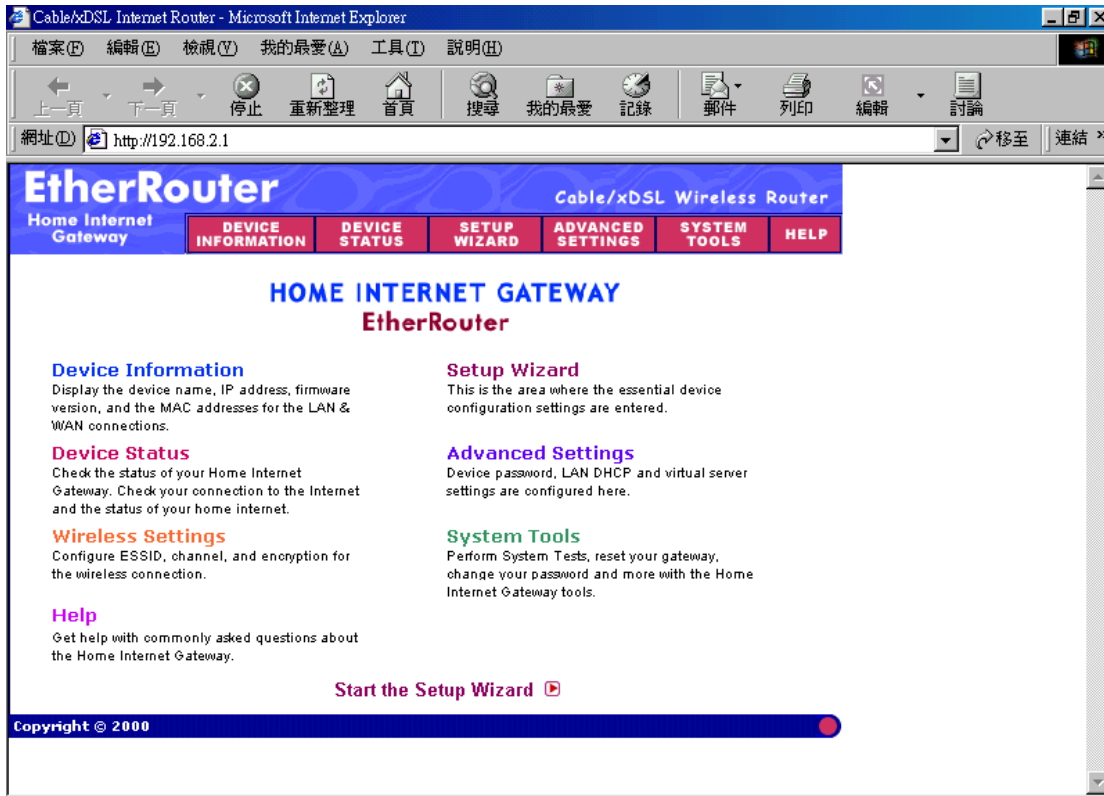 Cable/xDSL Internet Router - Microsoft Internet Explorer
檔案(F) 編輯(E) 檢視(V) 我的最愛(A) 工具(T) 說明(H)
上一頁 下一頁 停止 重新整理 首頁 搜尋 我的最愛 記錄 郵件 列印 編輯 討論
網址(D) http://192.168.2.1 移至 連結 »
EtherRouter
Cable/xDSL Wireless Router
Home Internet
Gateway
DEVICE INFORMATION
DEVICE STATUS
SETUP WIZARD
ADVANCED SETTINGS
SYSTEM TOOLS
HELP
HOME INTERNET GATEWAY
EtherRouter
Device Information
Display the device name, IP address, firmware
version, and the MAC addresses for the LAN &
WAN connections.
Setup Wizard
This is the area where the essential device
configuration settings are entered.
Device Status
Check the status of your Home Internet
Gateway. Check your connection to the Internet
and the status of your home internet.
Advanced Settings
Device password, LAN DHCP and virtual server
settings are configured here.
Wireless Settings
Configure ESSID, channel, and encryption for
the wireless connection.
System Tools
Perform System Tests, reset your gateway,
change your password and more with the Home
Internet Gateway tools.
Help
Get help with commonly asked questions about
the Home Internet Gateway.
Start the Setup Wizard
Copyright © 2000